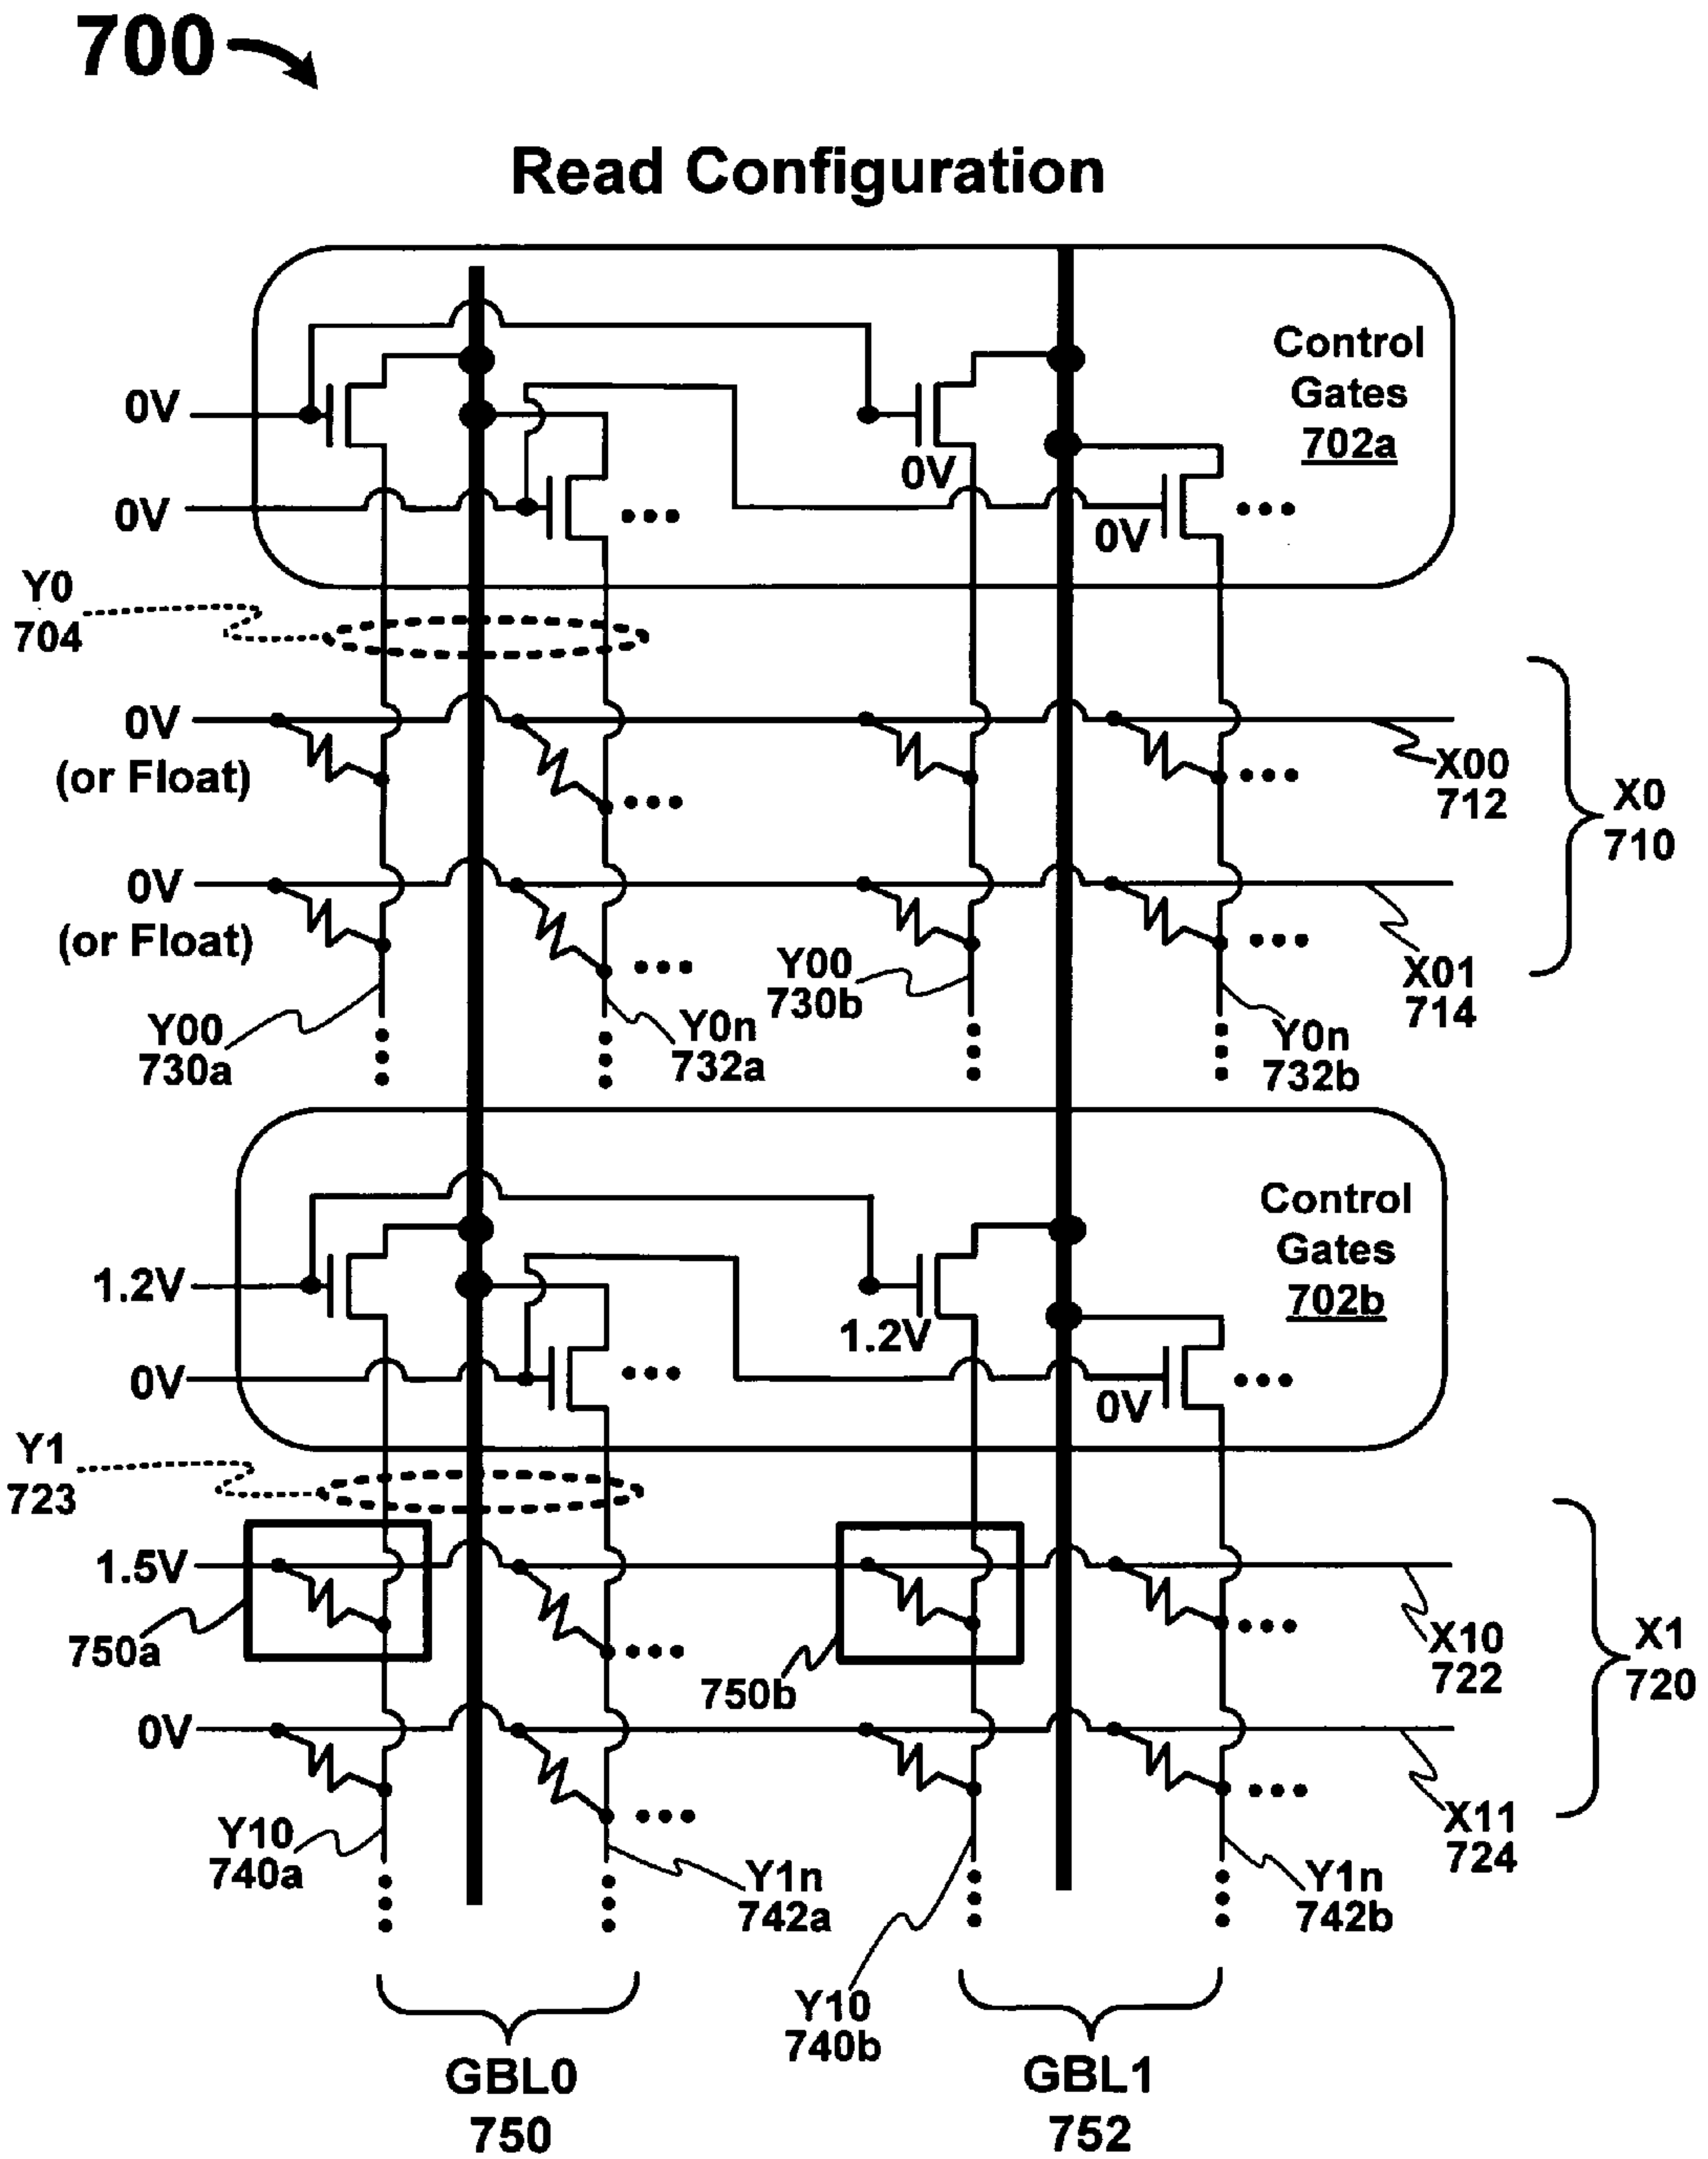 700
Read Configuration
Control
Gates
702a
0V
0V
0V
0V
Y0
704
0V
(or Float)
X00
712
X0
710
0V
(or Float)
X01
714
Y00
730a
Y0n
732a
Y00
730b
Y0n
732b
Control
Gates
702b
1.2V
1.2V
0V
0V
Y1
723
1.5V
750a
750b
X10
722
X1
720
0V
X11
724
Y10
740a
Y1n
742a
Y10
740b
Y1n
742b
GBL0
750
GBL1
752